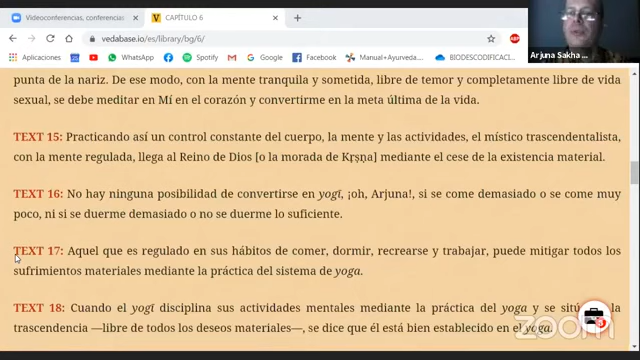 Videoconferencias, conferencias
CAPÍTULO 6
vedabase.io/es/library/bg/6/
ABP
Aplicaciones
YouTube
WhatsApp
Gmail
Facebook
Manual+Ayurveda...
BIODESCODIFICACI...
Arjuna Sakha ...
punta de la nariz. De ese modo, con la mente tranquila y sometida, libre de temor y completamente libre de vida
sexual, se debe meditar en Mí en el corazón y convertirme en la meta última de la vida.
TEXT 15: Practicando así un control constante del cuerpo, la mente y las actividades, el místico trascendentalista,
con la mente regulada, llega al Reino de Dios [o la morada de Kṛṣṇa] mediante el cese de la existencia material.
TEXT 16: No hay ninguna posibilidad de convertirse en yogī, ¡oh, Arjuna!, si se come demasiado o se come muy
poco, ni si se duerme demasiado o no se duerme lo suficiente.
TEXT 17: Aquel que es regulado en sus hábitos de comer, dormir, recrearse y trabajar, puede mitigar todos los
sufrimientos materiales mediante la práctica del sistema de yoga.
TEXT 18: Cuando el yogī disciplina sus actividades mentales mediante la práctica del yoga y se sitú
trascendencia —libre de todos los deseos materiales—, se dice que él está bien establecido en el yoga.
zoom